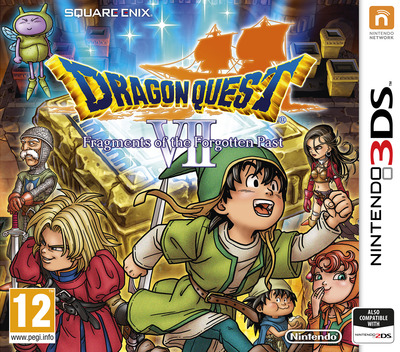 SQUARE ENIX
NINTENDO
NETWORK
DRAGON QUEST
VII
Fragments of the Forgotten Past
NINTENDO 3DS
12
www.pegi.info
Nintendo
ALSO
COMPATIBLE
WITH
NINTENDO 2DS